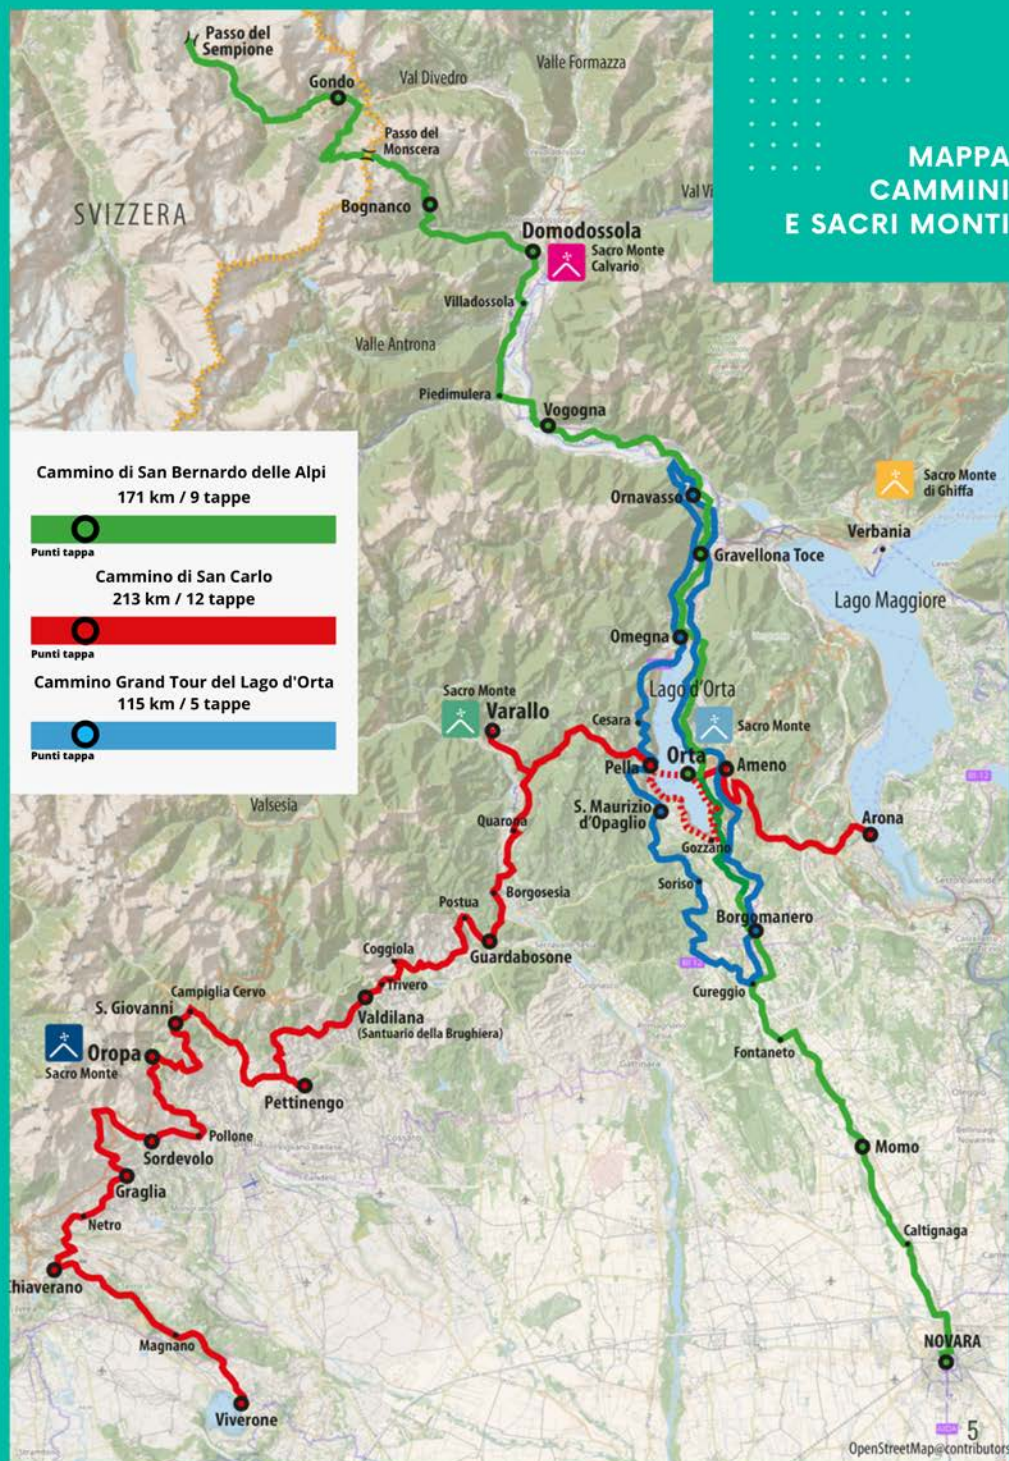 MAPPA
CAMMINI
E SACRI MONTI
Passo del
Sempione
Gondo
Val Divedro
Valle Formazza
Passo del
Monscera
SVIZZERA
Bognanco
Domodossola
Sacro Monte
Calvario
Villadossola
Valle Antrona
Piedimulera
Vogogna
Cammino di San Bernardo delle Alpi
171 km / 9 tappe
Punti tappa
Cammino di San Carlo
213 km / 12 tappe
Punti tappa
Cammino Grand Tour del Lago d'Orta
115 km / 5 tappe
Punti tappa
Ornavasso
Sacro Monte
di Ghiffa
Verbania
Gravellona Toce
Lago Maggiore
Omegna
Lago d'Orta
Sacro Monte
Varallo
Cesara
Sacro Monte
Orta
Pella
Ameno
Valsesia
S. Maurizio
d'Opaglio
Arona
Quarona
Gozzano
Soriso
Borgosesia
Postua
Borgomanero
Guardabosone
Coggiola
Trivero
Cureggio
Campiglia Cervo
S. Giovanni
Valdilana
(Santuario della Brughiera)
Oropa
Sacro Monte
Fontaneto
Pettinengo
Pollone
Sordevolo
Momo
Graglia
Netro
Caltignaga
Chiaverano
Magnano
NOVARA
Viverone
5
OpenStreetMap@contributors